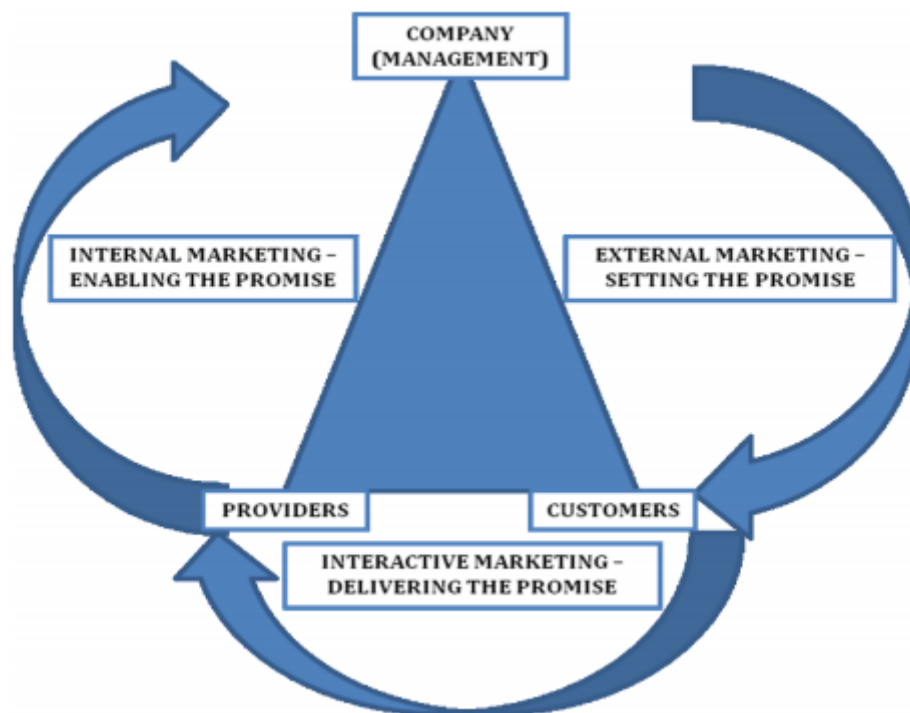 COMPANY
(MANAGEMENT)
INTERNAL MARKETING –
ENABLING THE PROMISE
EXTERNAL MARKETING –
SETTING THE PROMISE
PROVIDERS
CUSTOMERS
INTERACTIVE MARKETING –
DELIVERING THE PROMISE